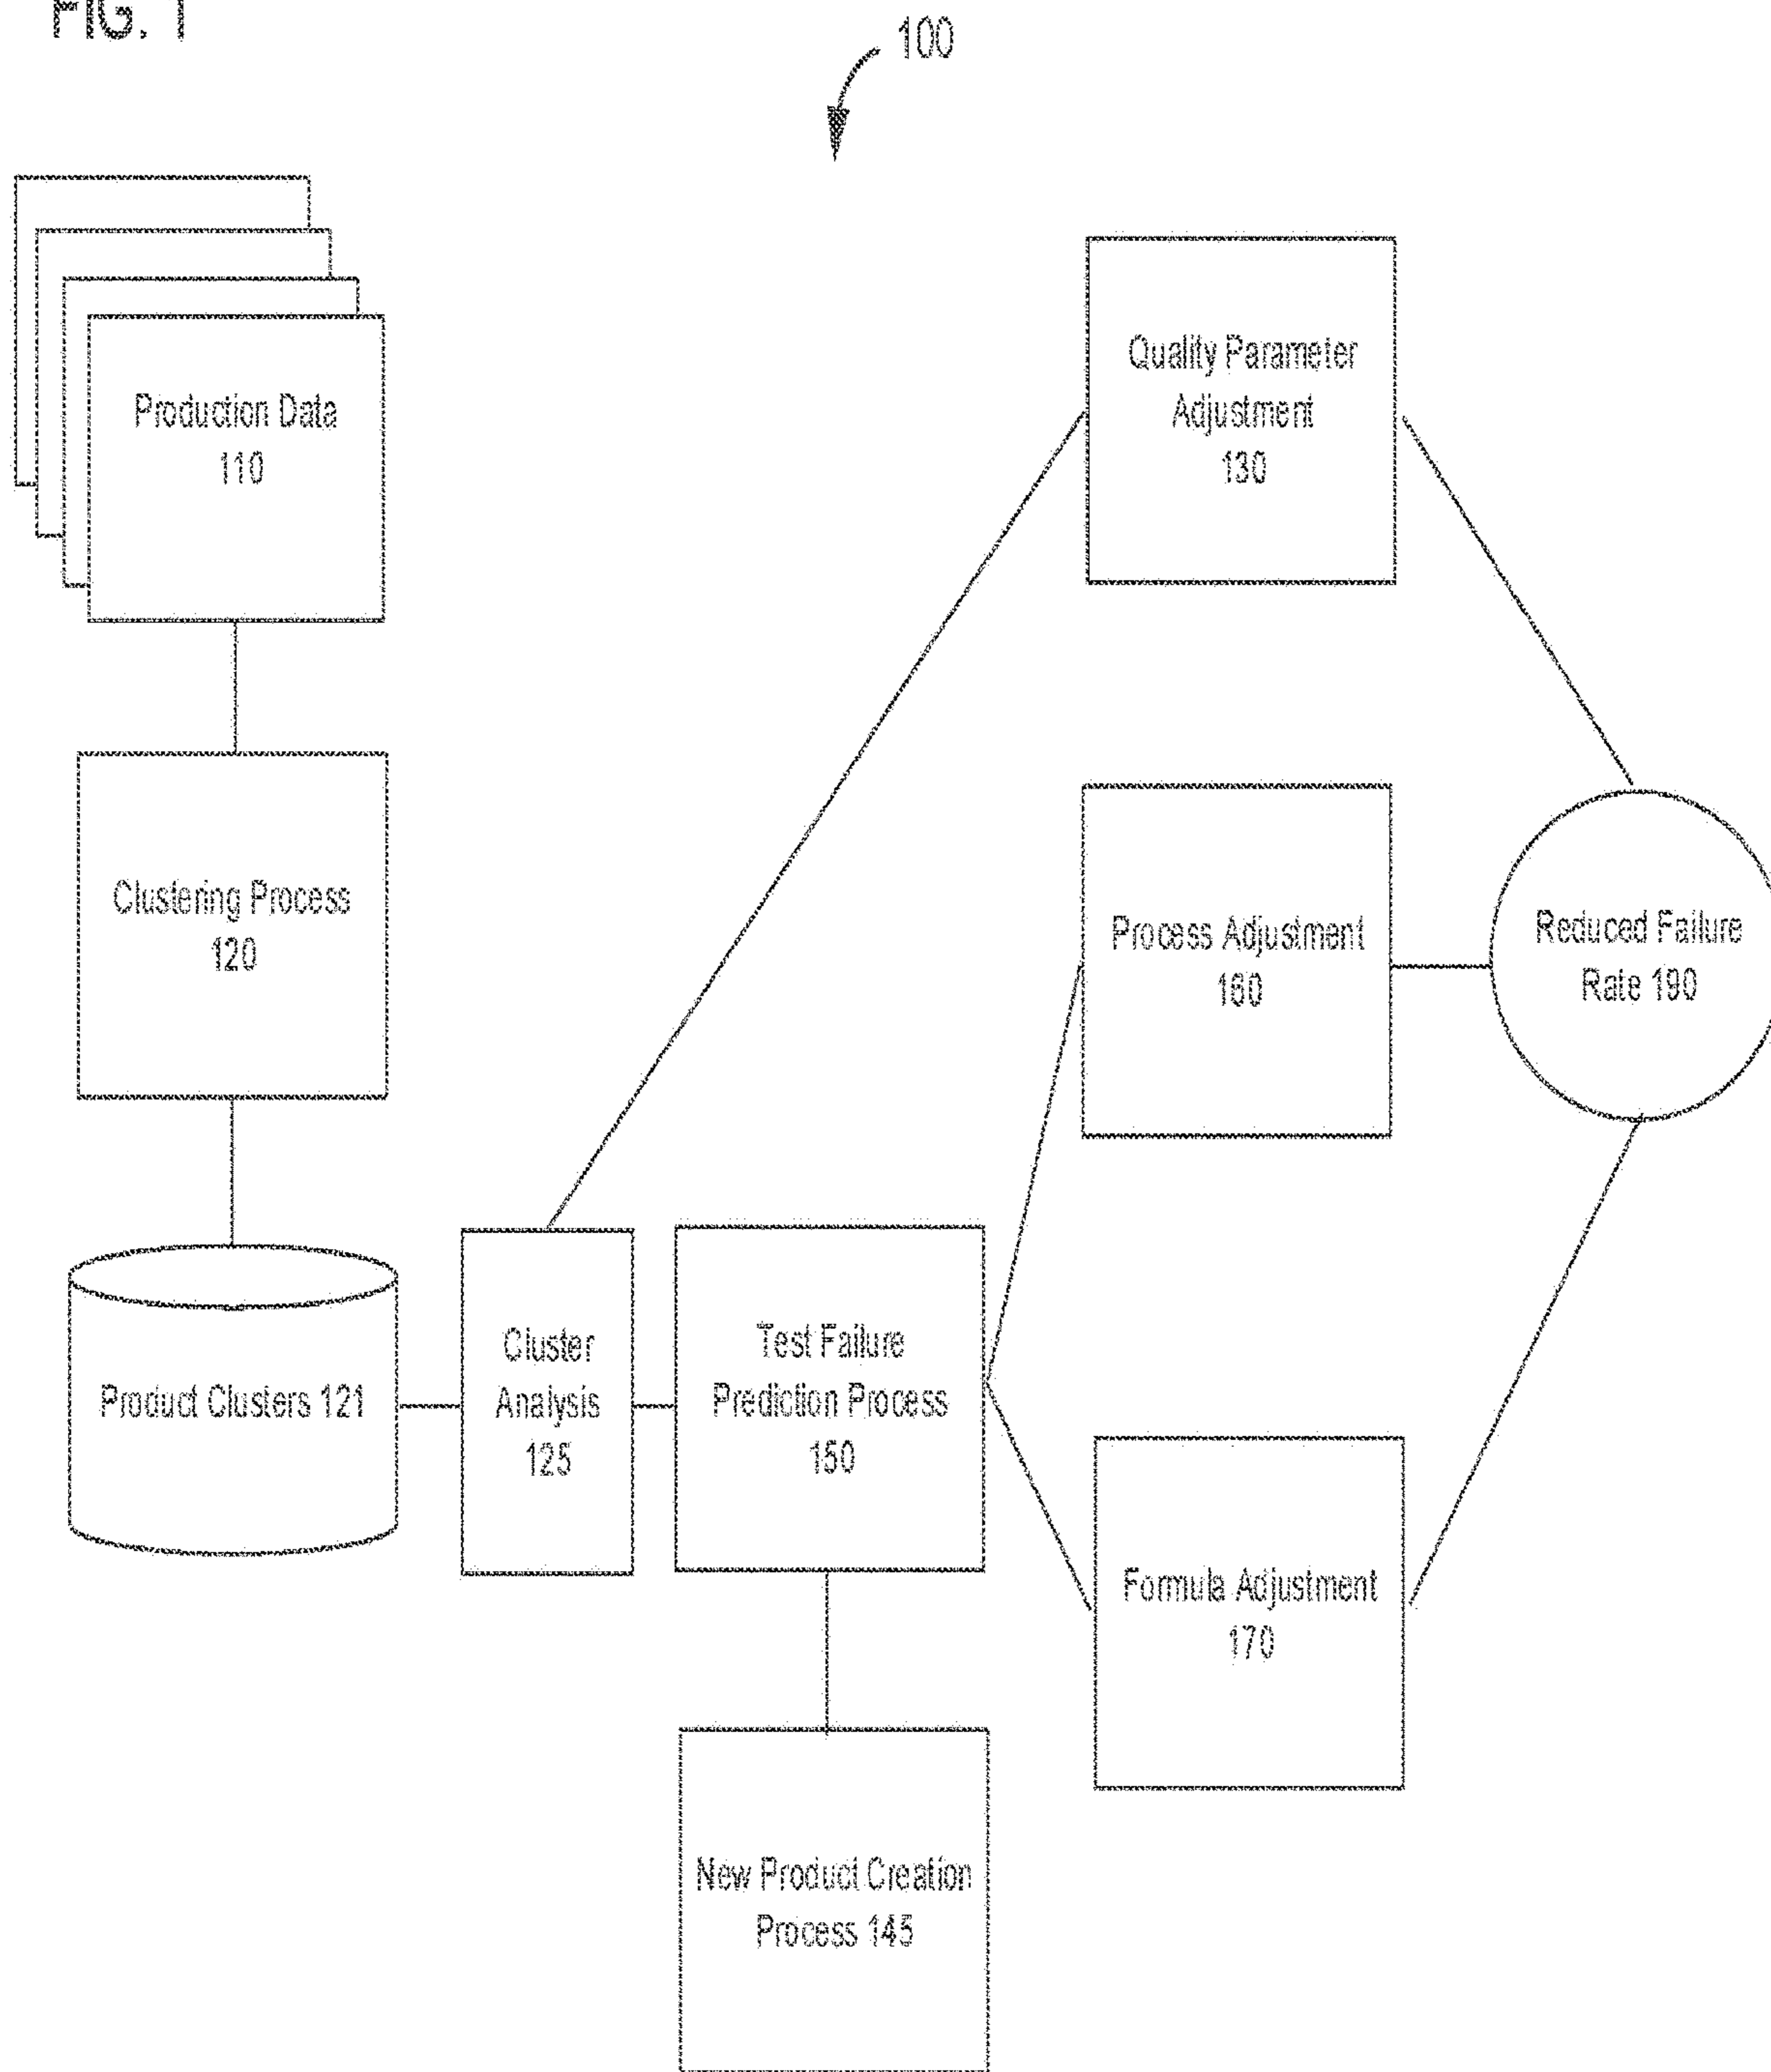 FIG. 1
100
Production Data
110
Quality Parameter
Adjustment
130
Clustering Process
120
Process Adjustment
160
Reduced Failure
Rate 190
Product Clusters 121
Cluster
Analysis
125
Test Failure
Prediction Process
150
Formula Adjustment
170
New Product Creation
Process 145